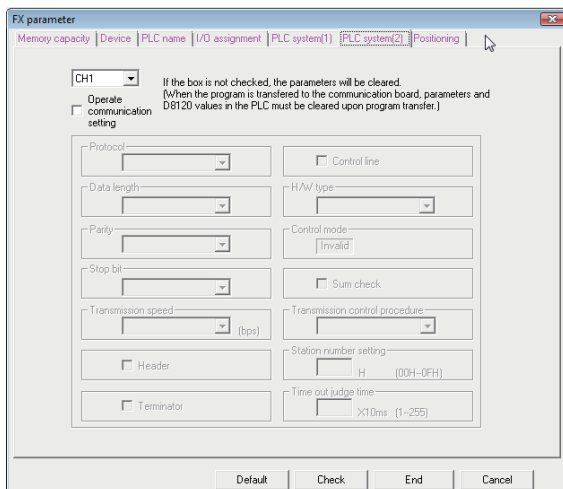 FX parameter
Memory capacity | Device | PLC name | I/O assignment | PLC system(1) | PLC system(2) | Positioning |
CH1
If the box is not checked, the parameters will be cleared.
(When the program is transfered to the communication board, parameters and
D8120 values in the PLC must be cleared upon program transfer.)
Operate
communication
setting
Protocol
Control line
Data length
H/W type
Parity
Control mode
Invalid
Stop bit
Sum check
Transmission speed
(bps)
Transmission control procedure
Header
Station number setting
H (00H-0FH)
Terminator
Time out judge time
X10ms (1~255)
Default
Check
End
Cancel